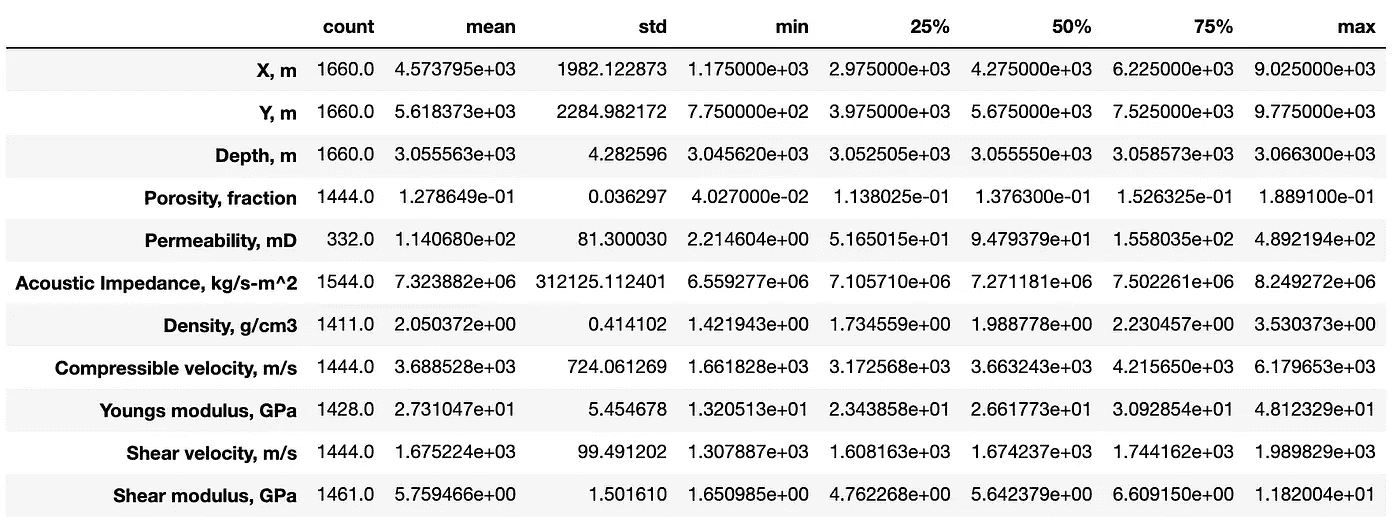 count mean std min 25% 50% 75% max
X, m 1660.0 4.573795e+03 1982.122873 1.175000e+03 2.975000e+03 4.275000e+03 6.225000e+03 9.025000e+03
Y, m 1660.0 5.618373e+03 2284.982172 7.750000e+02 3.975000e+03 5.675000e+03 7.525000e+03 9.775000e+03
Depth, m 1660.0 3.055563e+03 4.282596 3.045620e+03 3.052505e+03 3.055550e+03 3.058573e+03 3.066300e+03
Porosity, fraction 1444.0 1.278649e-01 0.036297 4.027000e-02 1.138025e-01 1.376300e-01 1.526325e-01 1.889100e-01
Permeability, mD 332.0 1.140680e+02 81.300030 2.214604e+00 5.165015e+01 9.479379e+01 1.558035e+02 4.892194e+02
Acoustic Impedance, kg/s-m^2 1544.0 7.323882e+06 312125.112401 6.559277e+06 7.105710e+06 7.271181e+06 7.502261e+06 8.249272e+06
Density, g/cm3 1411.0 2.050372e+00 0.414102 1.421943e+00 1.734559e+00 1.988778e+00 2.230457e+00 3.530373e+00
Compressible velocity, m/s 1444.0 3.688528e+03 724.061269 1.661828e+03 3.172568e+03 3.663243e+03 4.215650e+03 6.179653e+03
Youngs modulus, GPa 1428.0 2.731047e+01 5.454678 1.320513e+01 2.343858e+01 2.661773e+01 3.092854e+01 4.812329e+01
Shear velocity, m/s 1444.0 1.675224e+03 99.491202 1.307887e+03 1.608163e+03 1.674237e+03 1.744162e+03 1.989829e+03
Shear modulus, GPa 1461.0 5.759466e+00 1.501610 1.650985e+00 4.762268e+00 5.642379e+00 6.609150e+00 1.182004e+01